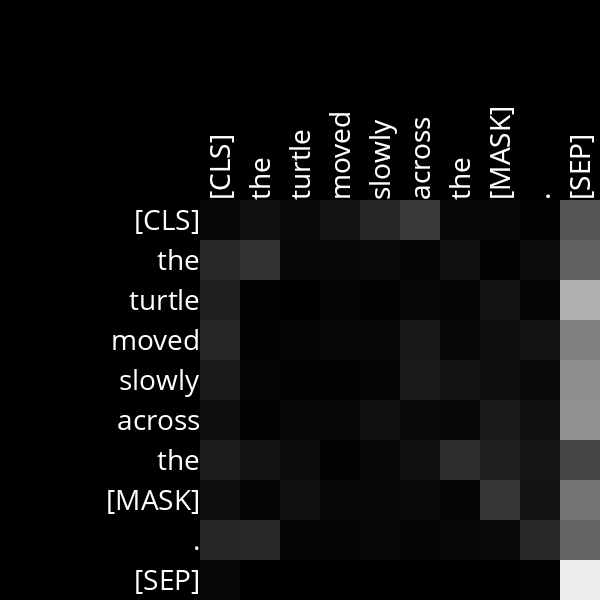 [CLS] the turtle moved slowly across the [MASK] . [SEP]
[CLS]
the
turtle
moved
slowly
across
the
[MASK]
.
[SEP]